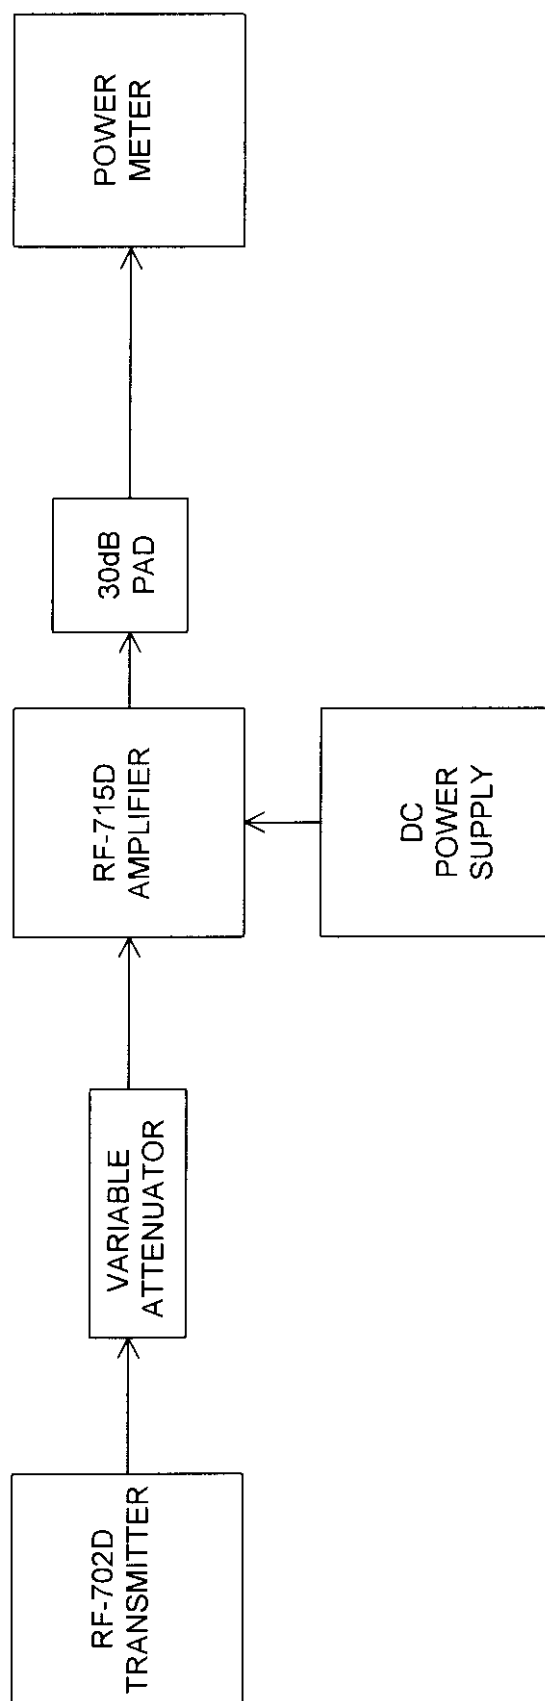 RF-702D
TRANSMITTER
VARIABLE
ATTENUATOR
RF-715D
AMPLIFIER
30dB
PAD
POWER
METER
DC
POWER
SUPPLY